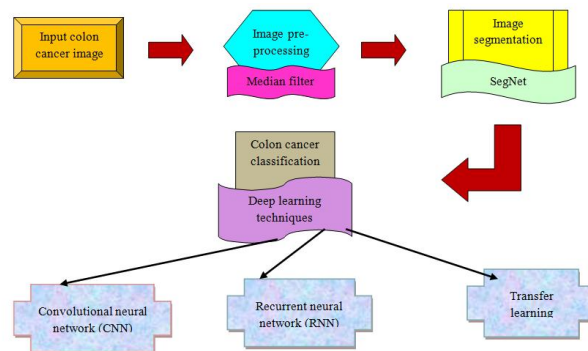 Input colon
cancer image
Image pre-
processing
Median filter
Image
segmentation
SegNet
Colon cancer
classification
Deep learning
techniques
Convolutional neural
network (CNN)
Recurrent neural
network (RNN)
Transfer
learning